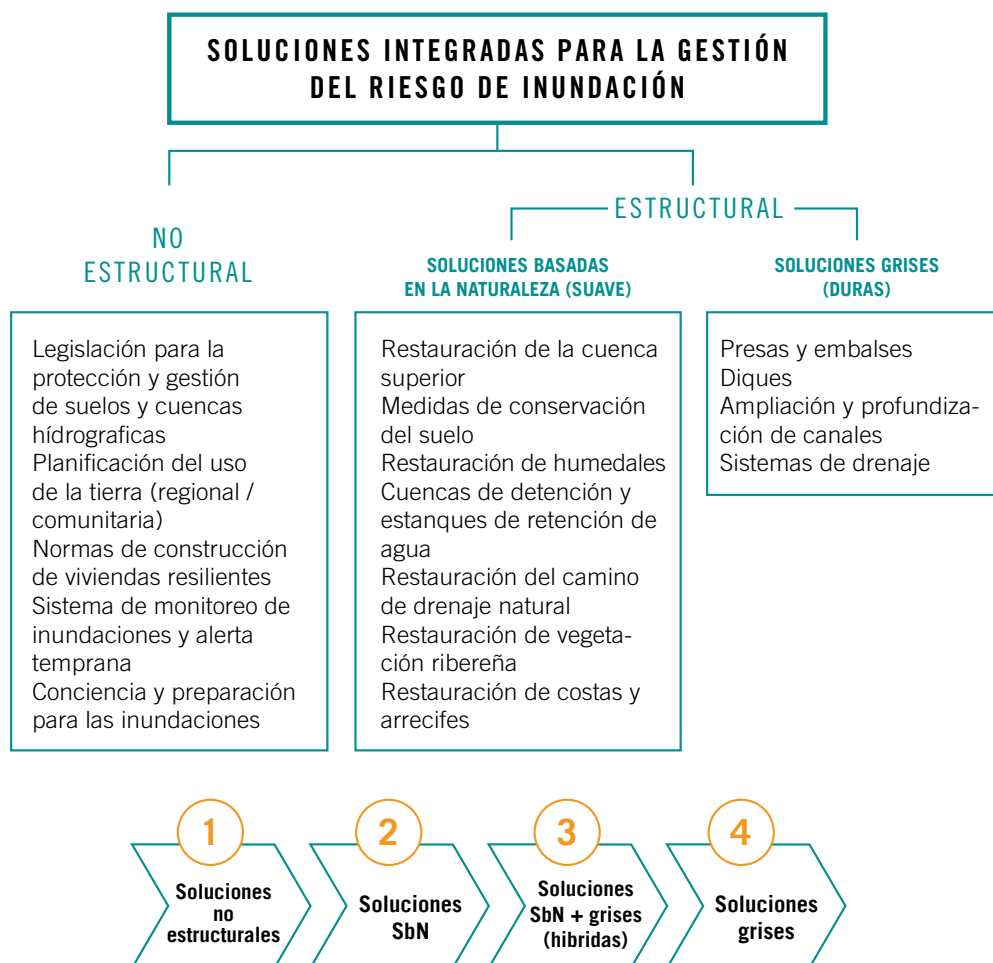 SOLUCIONES INTEGRADAS PARA LA GESTIÓN
DEL RIESGO DE INUNDACIÓN
NO
ESTRUCTURAL
ESTRUCTURAL
SOLUCIONES BASADAS
EN LA NATURALEZA (SUAVE)
SOLUCIONES GRISES
(DURAS)
Legislación para la
protección y gestión
de suelos y cuencas
hídrograficas
Planificación del uso
de la tierra (regional /
comunitaria)
Normas de construcción
de viviendas resilientes
Sistema de monitoreo de
inundaciones y alerta
temprana
Conciencia y preparación
para las inundaciones
Restauración de la cuenca
superior
Medidas de conservación
del suelo
Restauración de humedales
Cuencas de detención y
estanques de retención de
agua
Restauración del camino
de drenaje natural
Restauración de vegeta-
ción ribereña
Restauración de costas y
arrecifes
Presas y embalses
Diques
Ampliación y profundiza-
ción de canales
Sistemas de drenaje
1
Soluciones
no
estructurales
2
Soluciones
SbN
3
Soluciones
SbN + grises
(hibridas)
4
Soluciones
grises